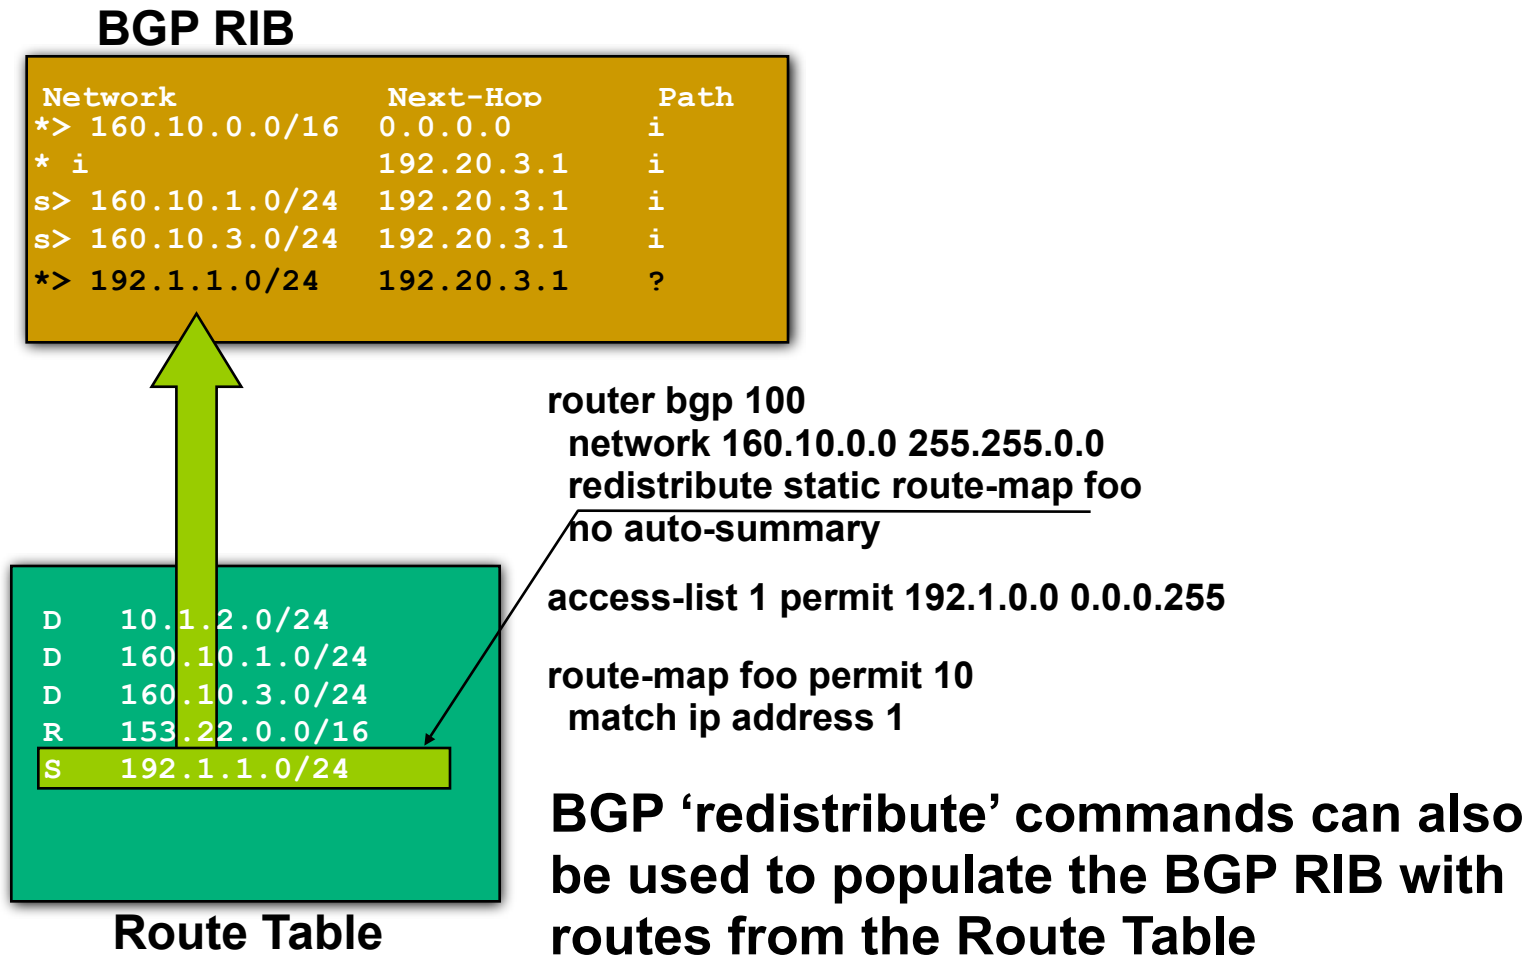 BGP RIB
Network Next-Hop Path
*> 160.10.0.0/16 0.0.0.0 i
* i 192.20.3.1 i
s> 160.10.1.0/24 192.20.3.1 i
s> 160.10.3.0/24 192.20.3.1 i
*> 192.1.1.0/24 192.20.3.1 ?
router bgp 100
network 160.10.0.0 255.255.0.0
redistribute static route-map foo
no auto-summary
access-list 1 permit 192.1.0.0 0.0.0.255
route-map foo permit 10
match ip address 1
D 10.1.2.0/24
D 160.10.1.0/24
D 160.10.3.0/24
R 153.22.0.0/16
S 192.1.1.0/24
Route Table
BGP ‘redistribute’ commands can also
be used to populate the BGP RIB with
routes from the Route Table